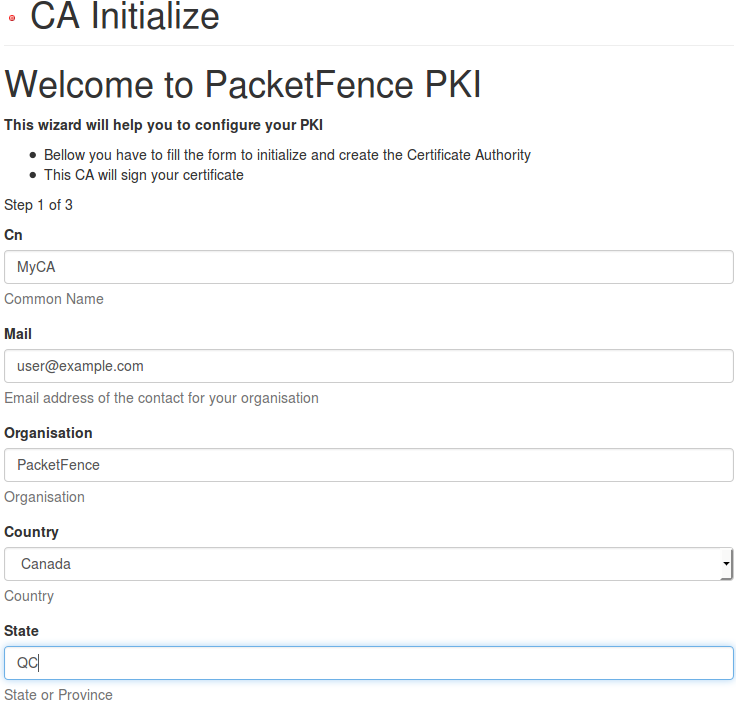 CA Initialize
Welcome to PacketFence PKI
This wizard will help you to configure your PKI
Bellow you have to fill the form to initialize and create the Certificate Authority
This CA will sign your certificate
Step 1 of 3
Cn
MyCA
Common Name
Mail
user@example.com
Email address of the contact for your organisation
Organisation
PacketFence
Organisation
Country
Canada
Country
State
QC
State or Province